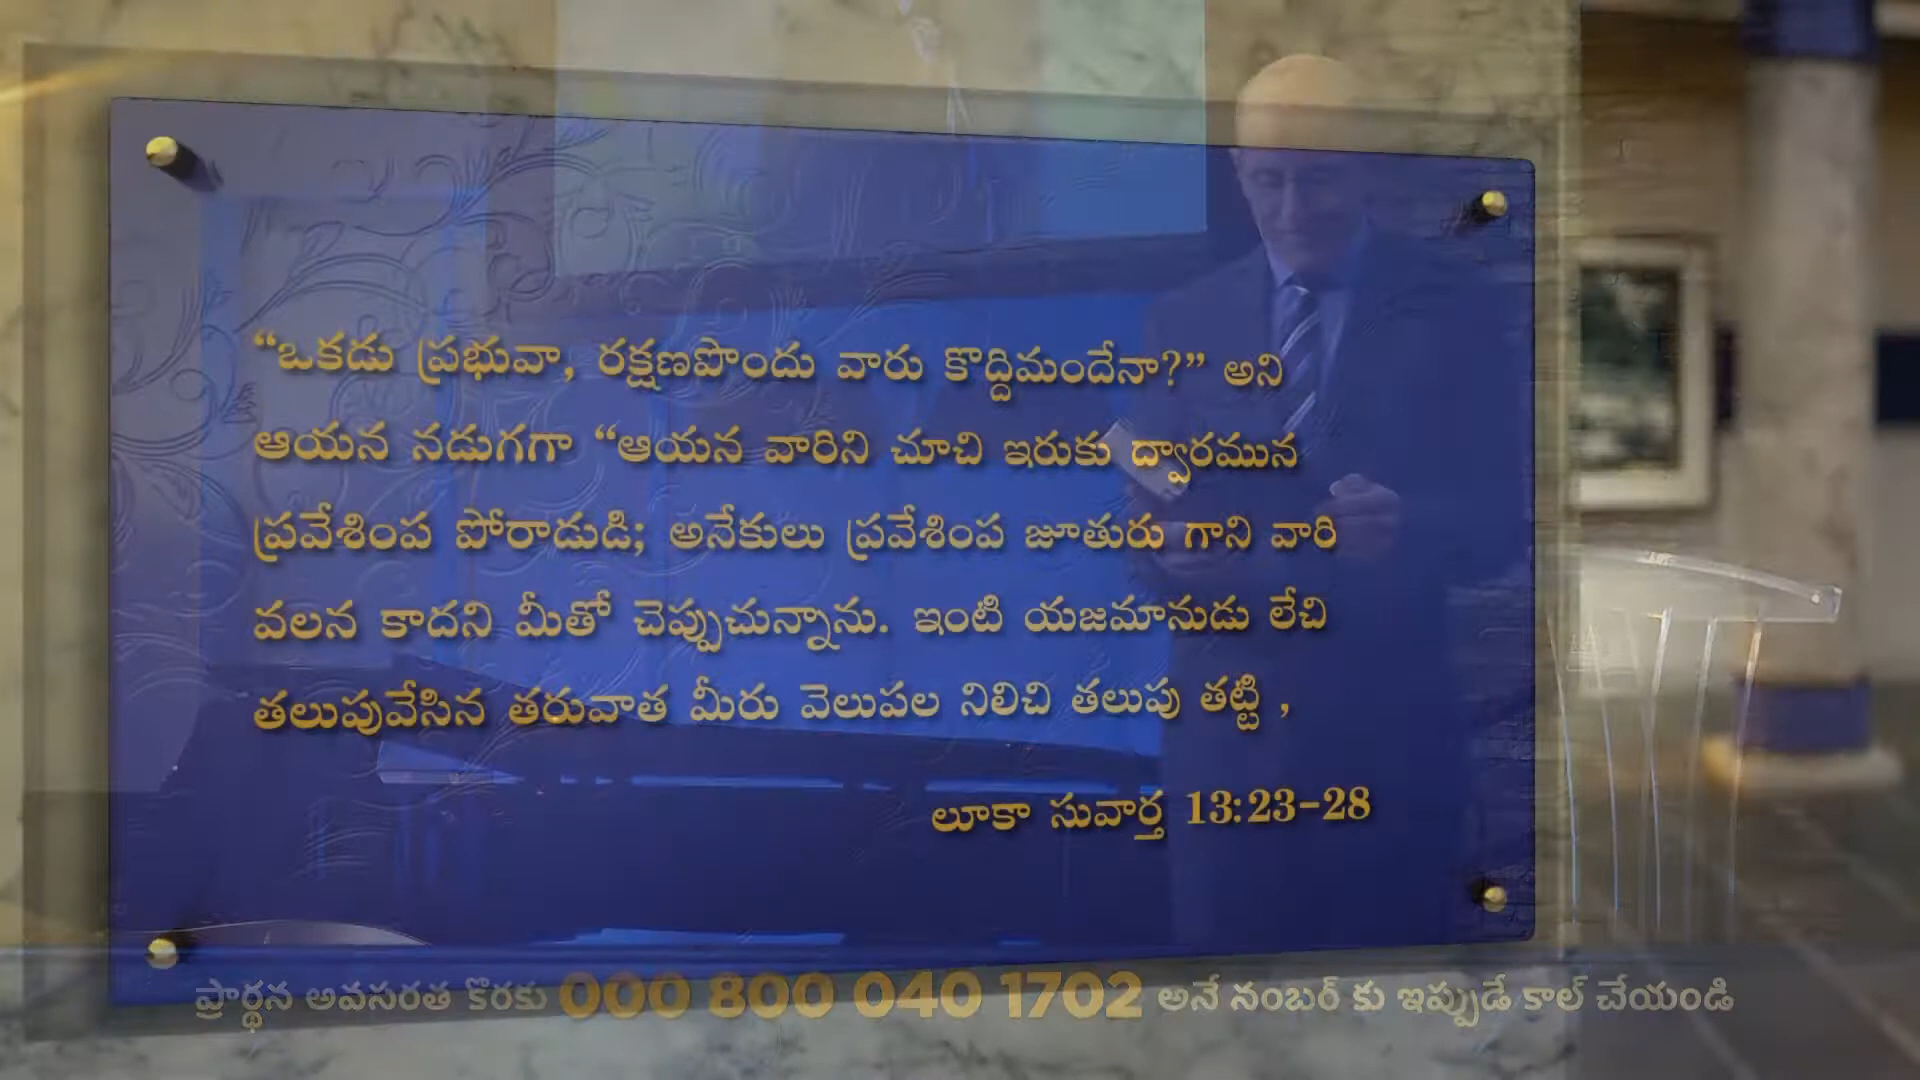 “ఒకడు ప్రభువా, రక్షణపొందు వారు కొద్దిమందేనా?” అని
ఆయన నడుగగా “ఆయన వారిని చూచి ఇరుకు ద్వారమున
ప్రవేశింప పోరాడుడి; అనేకులు ప్రవేశింప జూతురు గాని వారి
వలన కాదని మీతో చెప్పుచున్నాను. ఇంటి యజమానుడు లేచి
తలుపువేసిన తరువాత మీరు వెలుపల నిలిచి తలుపు తట్టి ,
లూకా సువార్త 13:23-28
ప్రార్థన అవసరత కొరకు 000 800 040 1702 అనే నంబర్ కు ఇప్పుడే కాల్ చేయండి